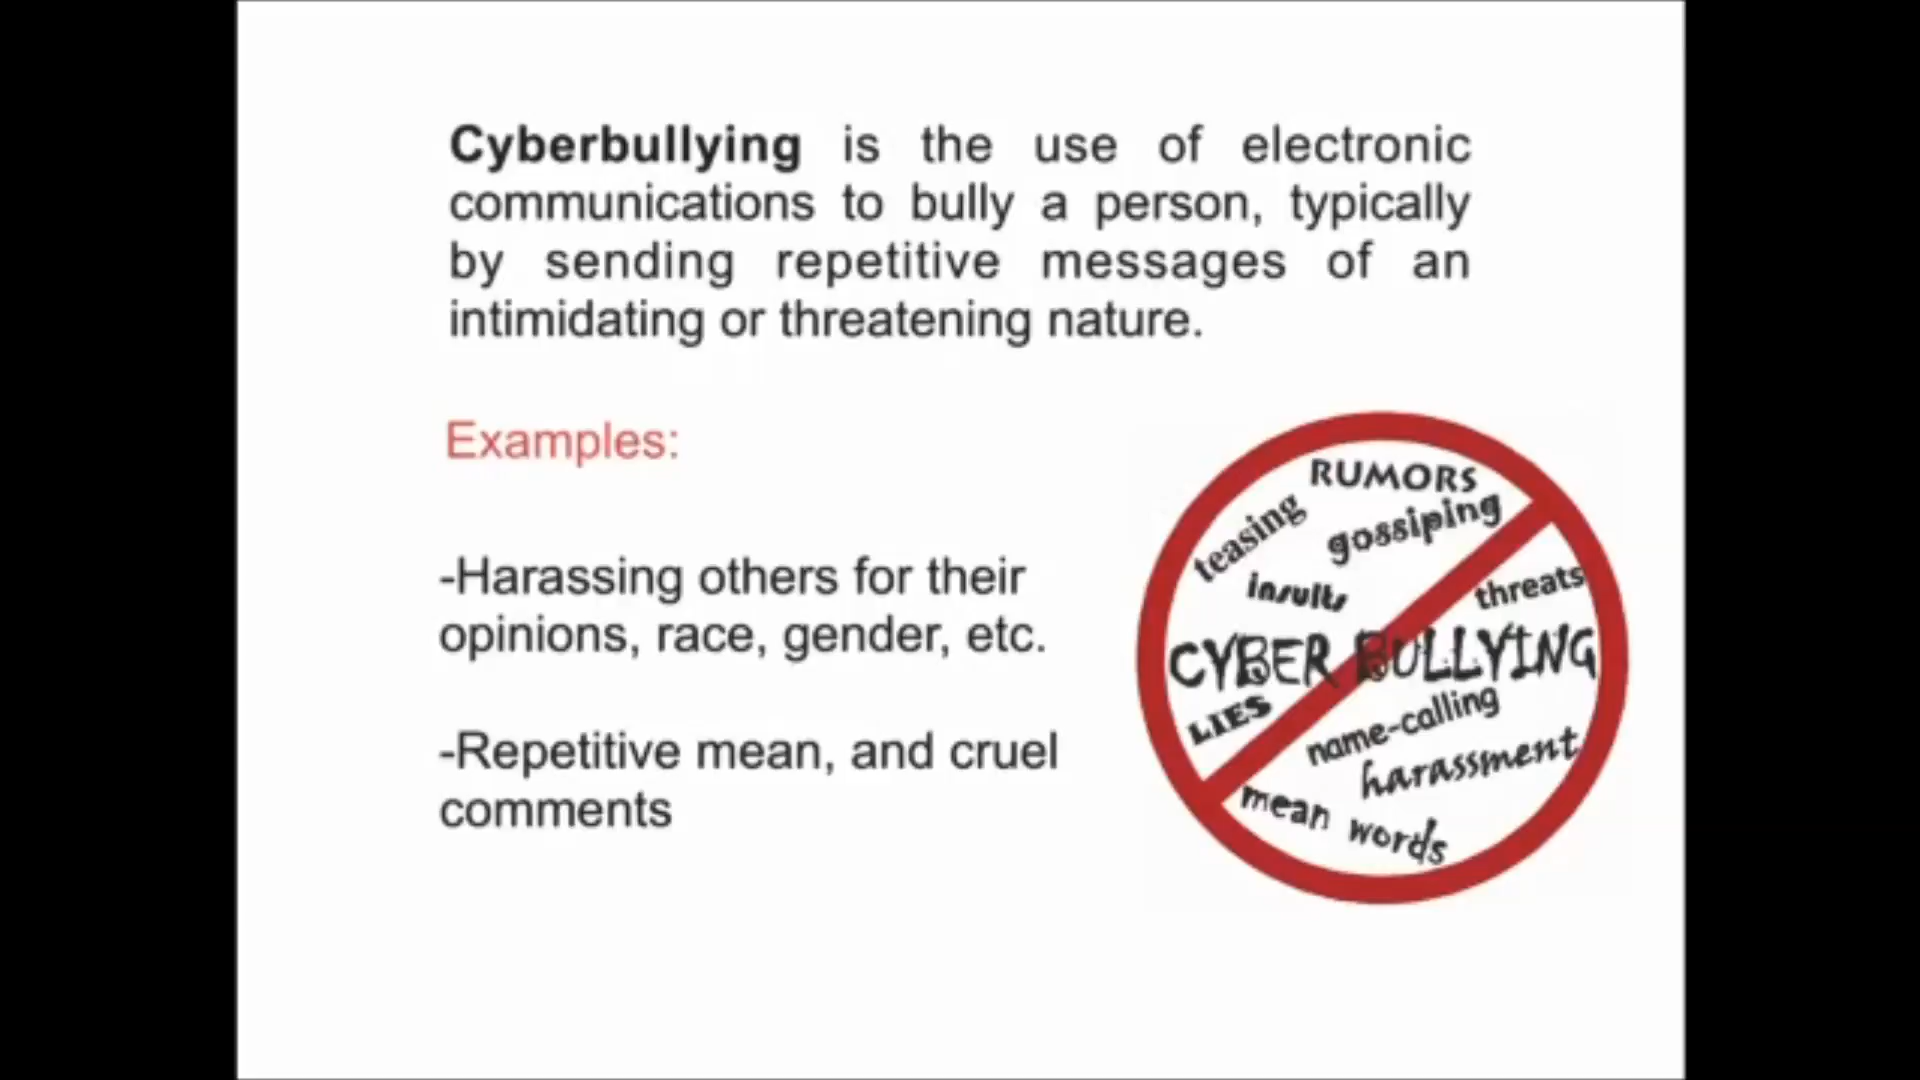 Cyberbullying is the use of electronic
communications to bully a person, typically
by sending repetitive messages of an
intimidating or threatening nature.
Examples:
-Harassing others for their
opinions, race, gender, etc.
-Repetitive mean, and cruel
comments
RUMORS
teasing
gossiping
insults
threats
CYBER BULLYING
LIES
name-calling
harassment
mean words